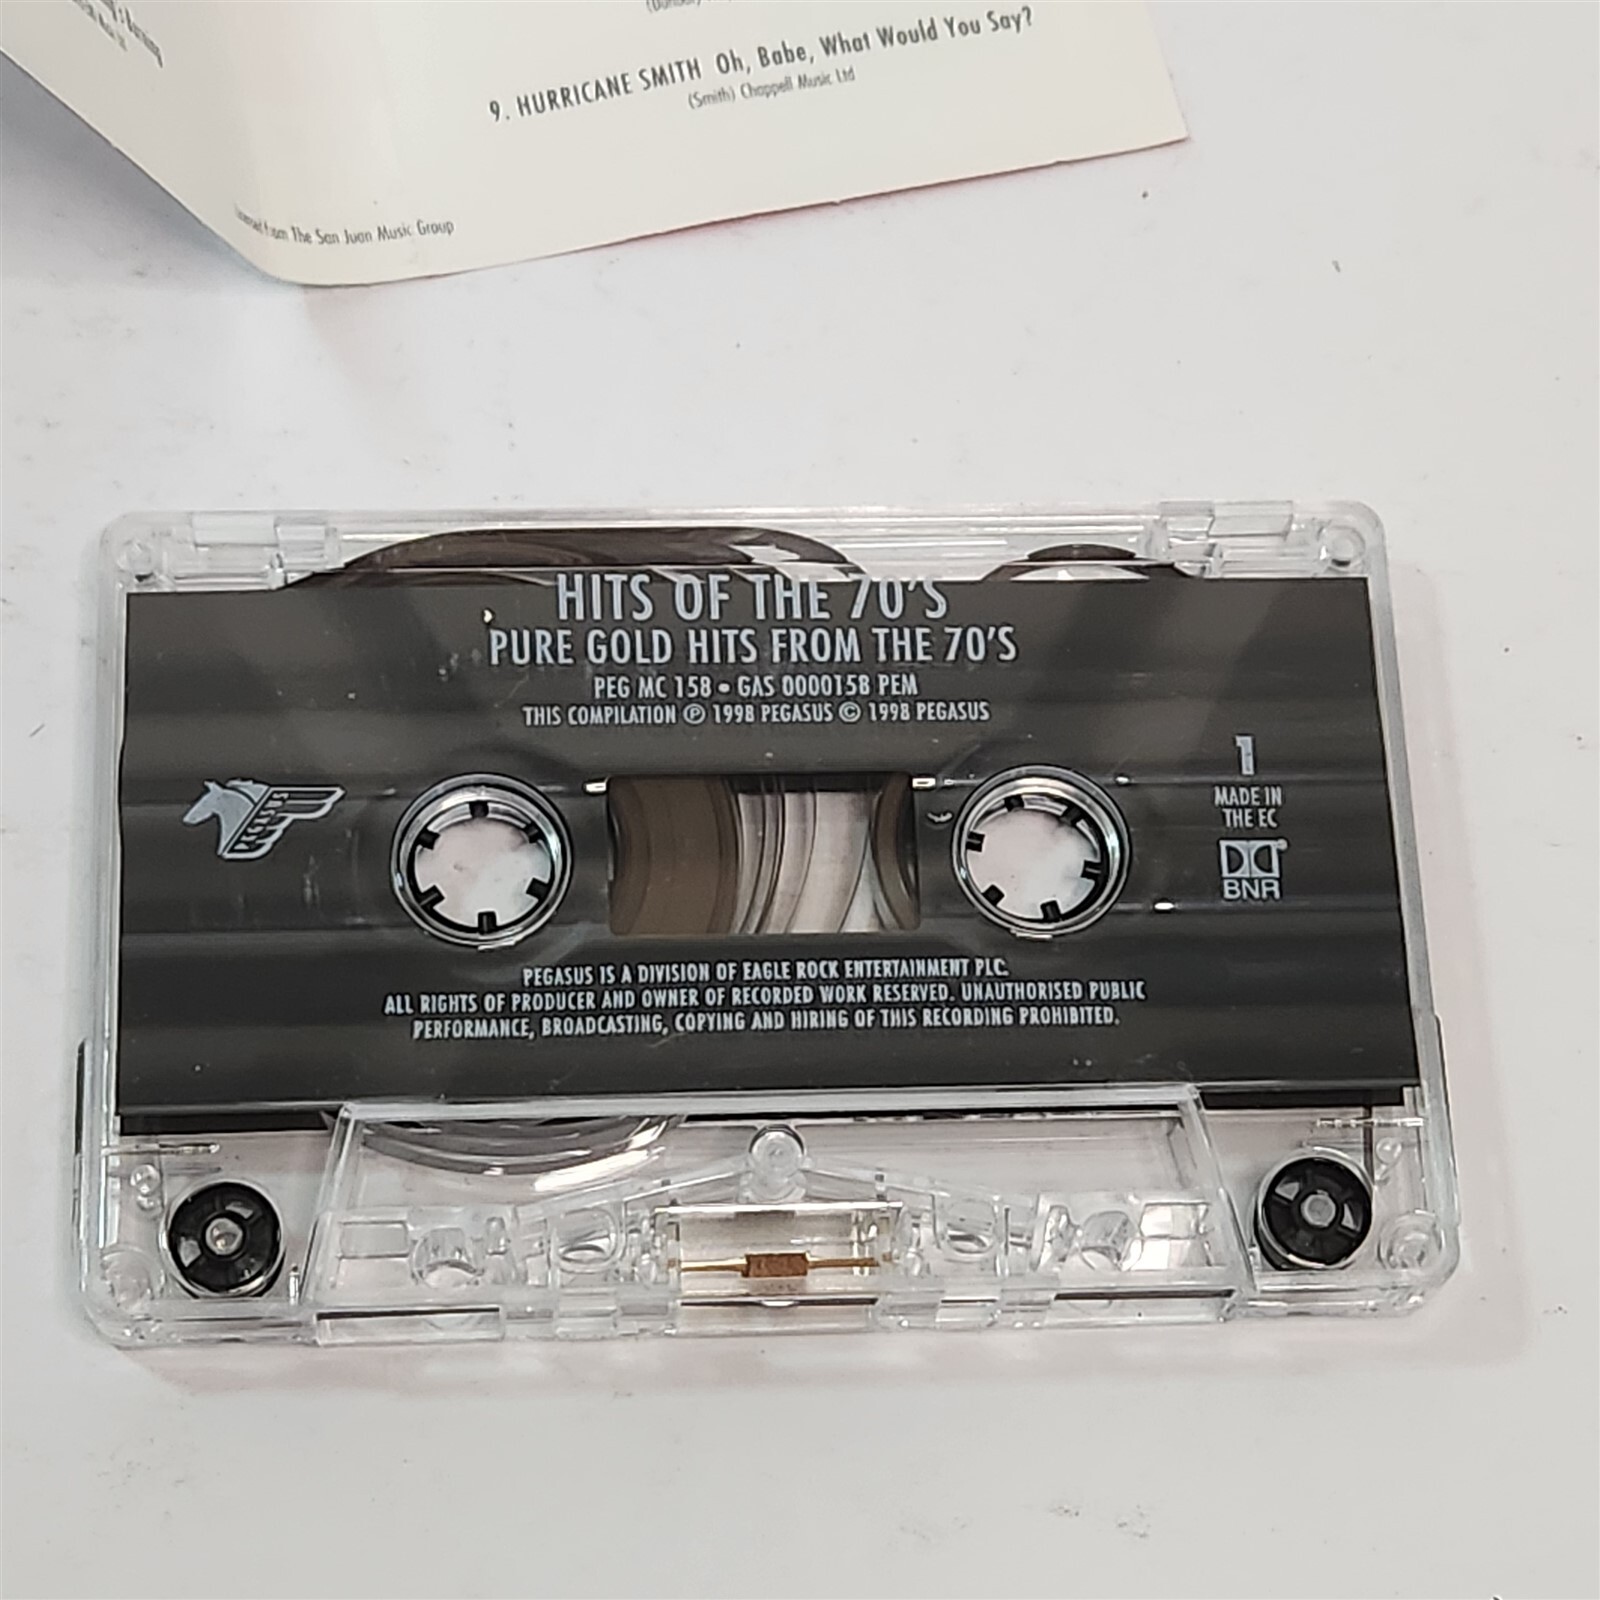 9. HURRICANE SMITH Oh, Babe, What Would You Say?
(Smith) Chappell Music Ltd
from The San Juan Music Group
HITS OF THE 70'S
PURE GOLD HITS FROM THE 70'S
PEG MC 158 • GAS 0000158 PEM
THIS COMPILATION ℗ 1998 PEGASUS © 1998 PEGASUS
PEGASUS
1
MADE IN
THE EC
BNR
PEGASUS IS A DIVISION OF EAGLE ROCK ENTERTAINMENT PLC.
ALL RIGHTS OF PRODUCER AND OWNER OF RECORDED WORK RESERVED. UNAUTHORISED PUBLIC
PERFORMANCE, BROADCASTING, COPYING AND HIRING OF THIS RECORDING PROHIBITED.